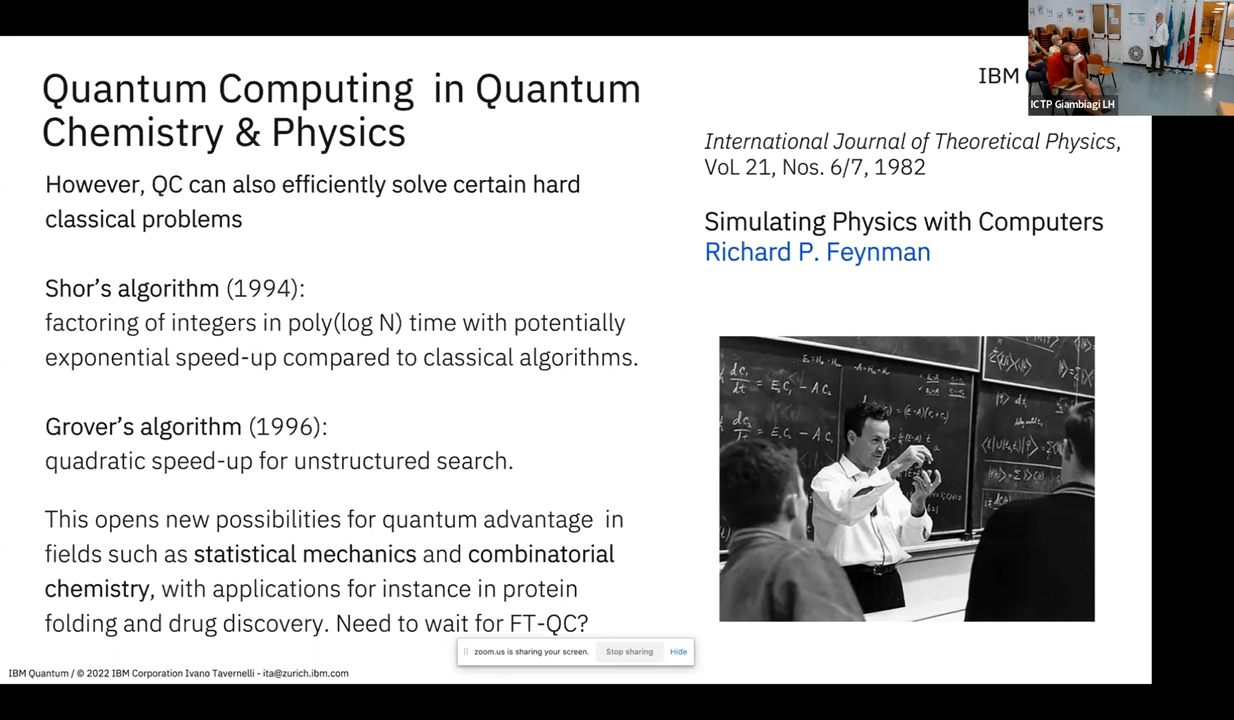 Quantum Computing in Quantum
Chemistry & Physics
However, QC can also efficiently solve certain hard
classical problems
Shor's algorithm (1994):
factoring of integers in poly(log N) time with potentially
exponential speed-up compared to classical algorithms.
Grover's algorithm (1996):
quadratic speed-up for unstructured search.
This opens new possibilities for quantum advantage in
fields such as statistical mechanics and combinatorial
chemistry, with applications for instance in protein
folding and drug discovery. Need to wait for FT-QC?
IBM
ICTP Giambiagi LH
International Journal of Theoretical Physics,
VoL 21, Nos. 6/7, 1982
Simulating Physics with Computers
Richard P. Feynman
zoom.us is sharing your screen.
Stop sharing
Hide
IBM Quantum / © 2022 IBM Corporation Ivano Tavernelli - ita@zurich.ibm.com